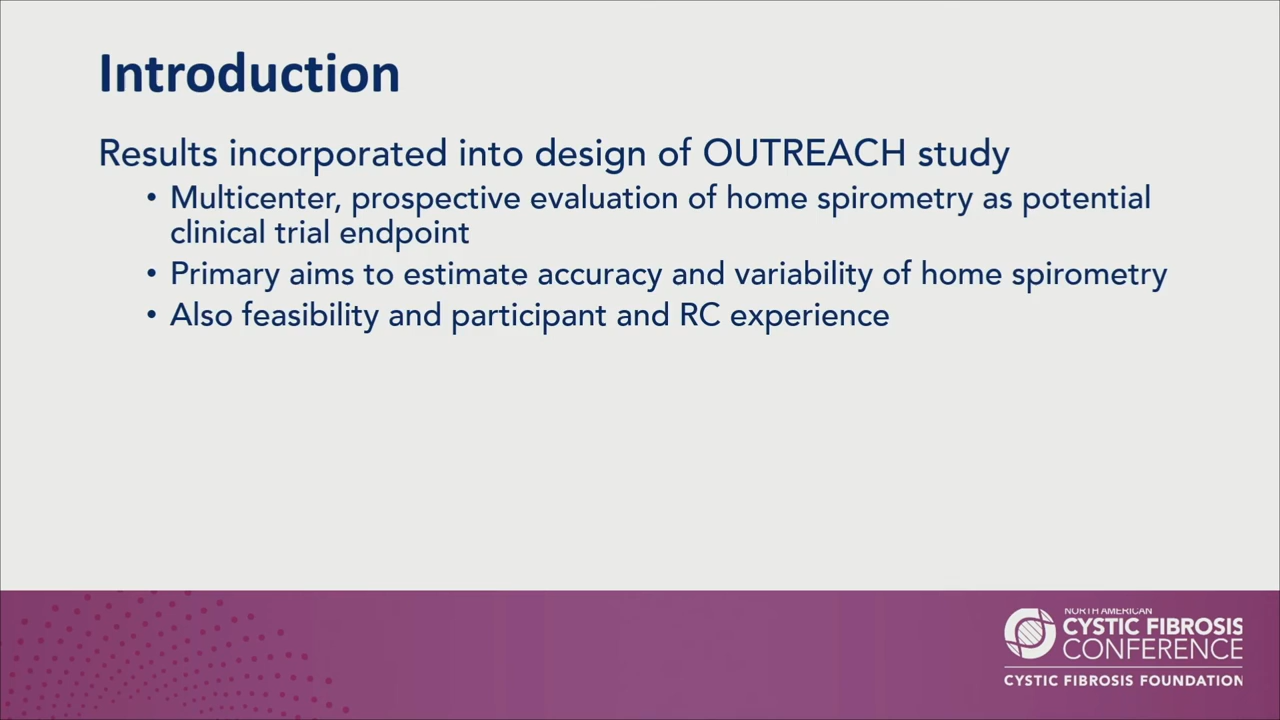 Introduction
Results incorporated into design of OUTREACH study
• Multicenter, prospective evaluation of home spirometry as potential
clinical trial endpoint
• Primary aims to estimate accuracy and variability of home spirometry
• Also feasibility and participant and RC experience
NORTH AMERICAN
CYSTIC FIBROSIS
CONFERENCE
CYSTIC FIBROSIS FOUNDATION